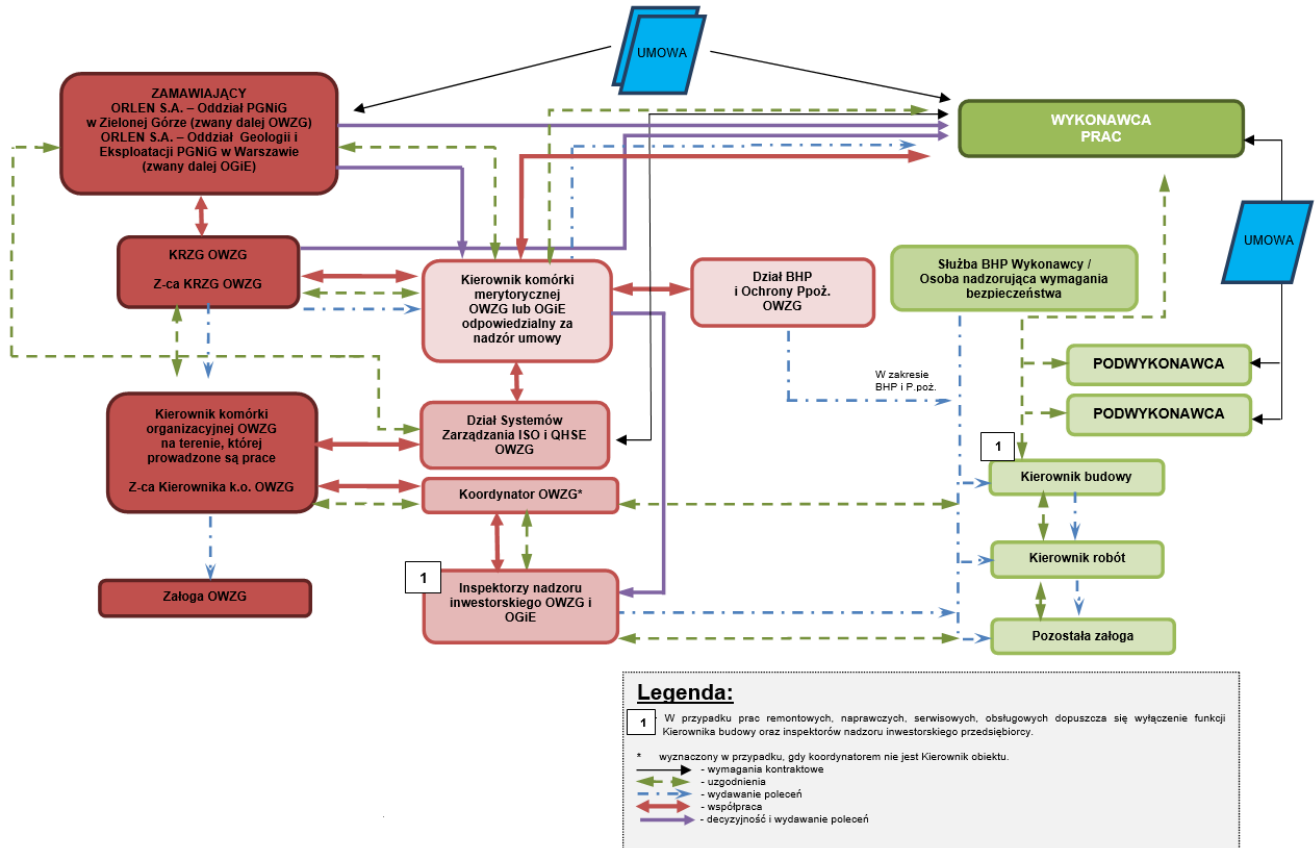 UMOWA
ZAMAWIAJĄCY
ORLEN S.A. – Oddział PGNiG
w Zielonej Górze (zwany dalej OWZG)
ORLEN S.A. – Oddział Geologii i
Eksploatacji PGNiG w Warszawie
(zwany dalej OGiE)
WYKONAWCA
PRAC
UMOWA
KRZG OWZG
Z-ca KRZG OWZG
Kierownik komórki
merytorycznej
OWZG lub OGiE
odpowiedzialny za
nadzór umowy
Dział BHP
i Ochrony Ppoż.
OWZG
Służba BHP Wykonawcy /
Osoba nadzorująca wymagania
bezpieczeństwa
W zakresie
BHP i P.poż.
PODWYKONAWCA
PODWYKONAWCA
Kierownik komórki
organizacyjnej OWZG
na terenie, której
prowadzone są prace
Z-ca Kierownika k.o. OWZG
Dział Systemów
Zarządzania ISO i QHSE
OWZG
1
Kierownik budowy
Koordynator OWZG*
Kierownik robót
1
Inspektorzy nadzoru
inwestorskiego OWZG i
OGiE
Załoga OWZG
Pozostała załoga
Legenda:
1 W przypadku prac remontowych, naprawczych, serwisowych, obsługowych dopuszcza się wyłączenie funkcji
Kierownika budowy oraz inspektorów nadzoru inwestorskiego przedsiębiorcy.
* wyznaczony w przypadku, gdy koordynatorem nie jest Kierownik obiektu.
- wymagania kontraktowe
- uzgodnienia
- wydawanie poleceń
- współpraca
- decyzyjność i wydawanie poleceń